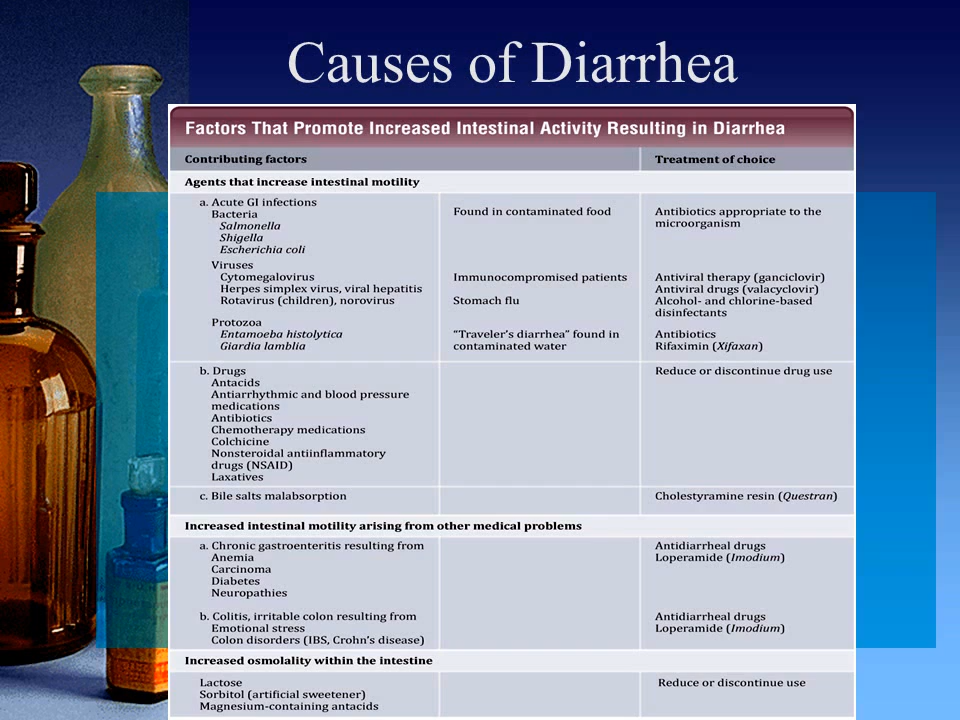 Causes of Diarrhea
Factors That Promote Increased Intestinal Activity Resulting in Diarrhea
Contributing factors
Treatment of choice
Agents that increase intestinal motility
a. Acute GI infections
Bacteria
Salmonella
Shigella
Escherichia coli
Found in contaminated food
Antibiotics appropriate to the
microorganism
Viruses
Cytomegalovirus
Herpes simplex virus, viral hepatitis
Rotavirus (children), norovirus
Immunocompromised patients
Stomach flu
Antiviral therapy (ganciclovir)
Antiviral drugs (valacyclovir)
Alcohol- and chlorine-based
disinfectants
Protozoa
Entamoeba histolytica
Giardia lamblia
“Traveler’s diarrhea” found in
contaminated water
Antibiotics
Rifaximin (Xifaxan)
b. Drugs
Antacids
Antiarrhythmic and blood pressure
medications
Antibiotics
Chemotherapy medications
Colchicine
Nonsteroidal antiinflammatory
drugs (NSAID)
Laxatives
Reduce or discontinue drug use
c. Bile salts malabsorption
Cholestyramine resin (Questran)
Increased intestinal motility arising from other medical problems
a. Chronic gastroenteritis resulting from
Anemia
Carcinoma
Diabetes
Neuropathies
Antidiarrheal drugs
Loperamide (Imodium)
b. Colitis, irritable colon resulting from
Emotional stress
Colon disorders (IBS, Crohn’s disease)
Antidiarrheal drugs
Loperamide (Imodium)
Increased osmolality within the intestine
Lactose
Sorbitol (artificial sweetener)
Magnesium-containing antacids
Reduce or discontinue use